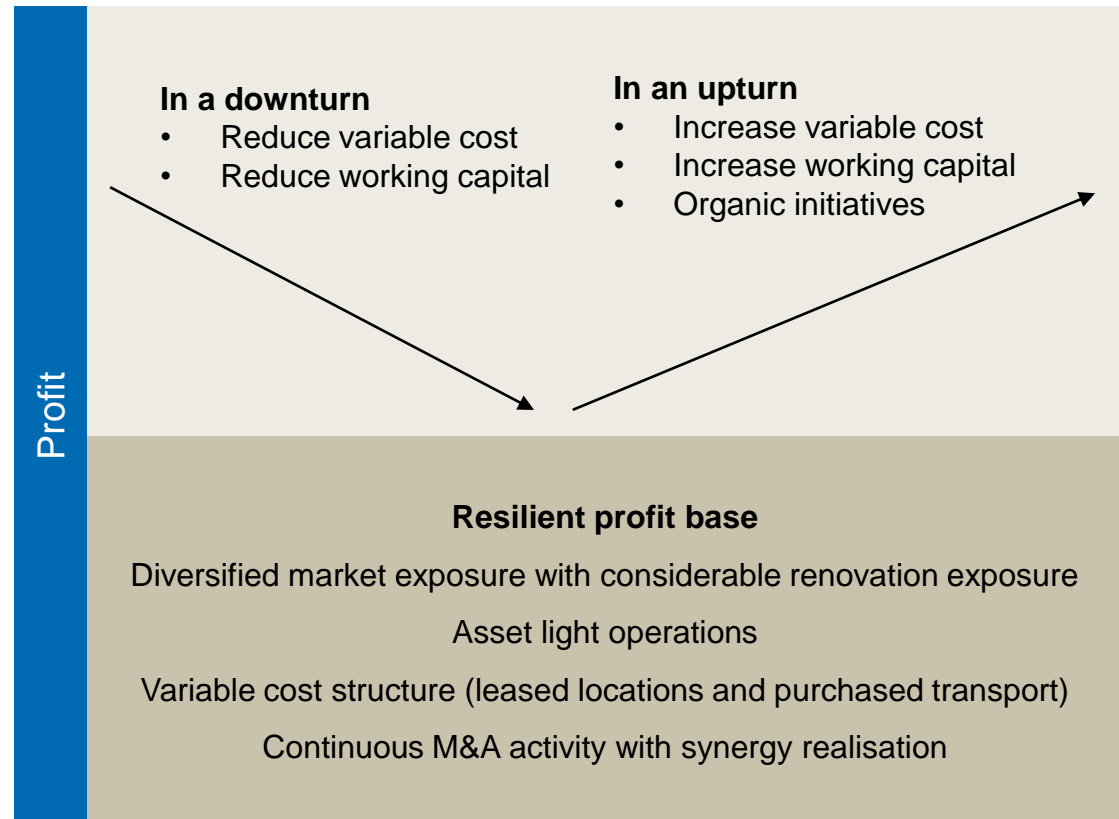 Profit
In a downturn
• Reduce variable cost
• Reduce working capital
In an upturn
• Increase variable cost
• Increase working capital
• Organic initiatives
Resilient profit base
Diversified market exposure with considerable renovation exposure
Asset light operations
Variable cost structure (leased locations and purchased transport)
Continuous M&A activity with synergy realisation